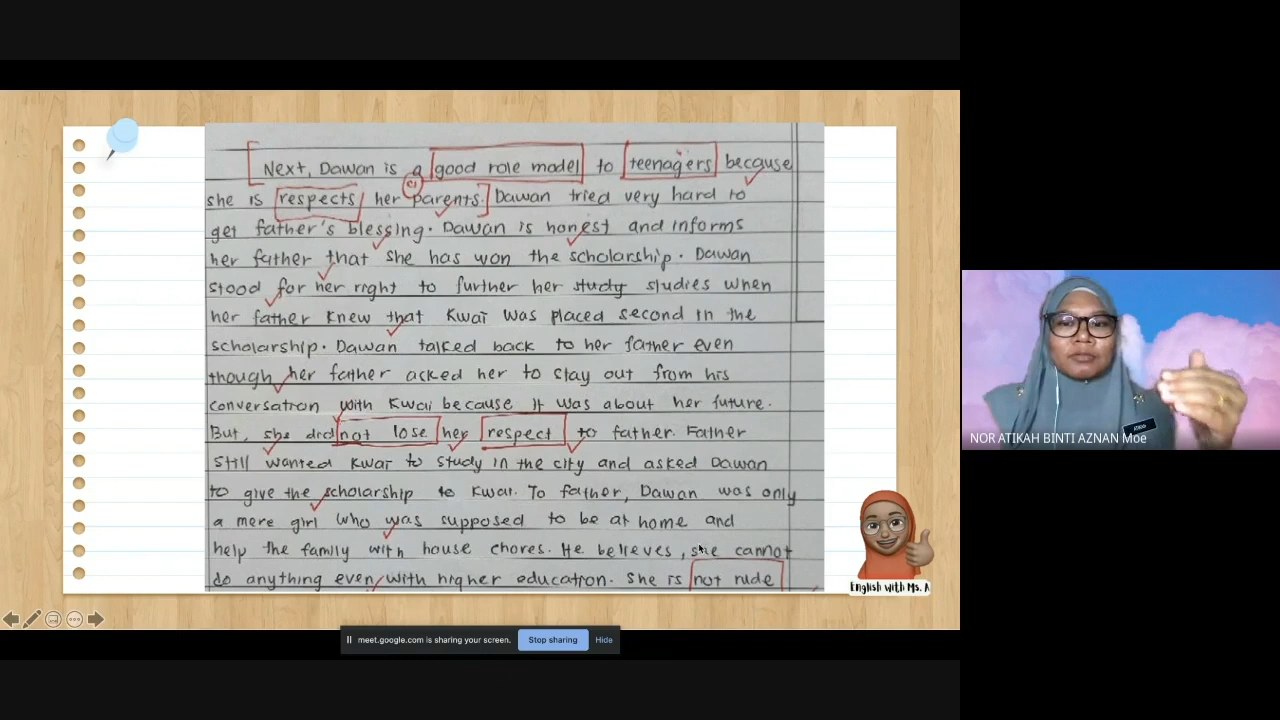 Next, Dawan is a good role model to teenagers because
she is respects her parents. Dawan tried very hard to
get father's blessing. Dawan is honest and informs
her father that she has won the scholarship. Dawan
stood for her right to further her study studies when
her father knew that Kwai was placed second in the
scholarship. Dawan talked back to her father even
though her father asked her to stay out from his
conversation with Kwai because it was about her future.
But, she did not lose her respect to father. Father
still wanted Kwai to study in the city and asked Dawan
to give the scholarship to Kwai. To father, Dawan was only
a mere girl who was supposed to be at home and
help the family with house chores. He believes, she cannot
do anything even with higher education. She is not rude
NOR ATIKAH BINTI AZNAN Moe
AZNAN
English with Ms. A
meet.google.com is sharing your screen.
Stop sharing
Hide